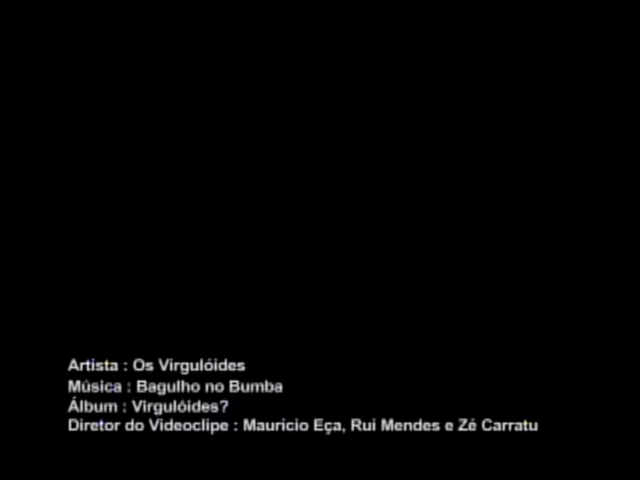 Artista : Os Virgulóides
Música : Bagulho no Bumba
Álbum : Virgulóides?
Diretor do Videoclipe : Mauricio Eça, Rui Mendes e Zé Carratu